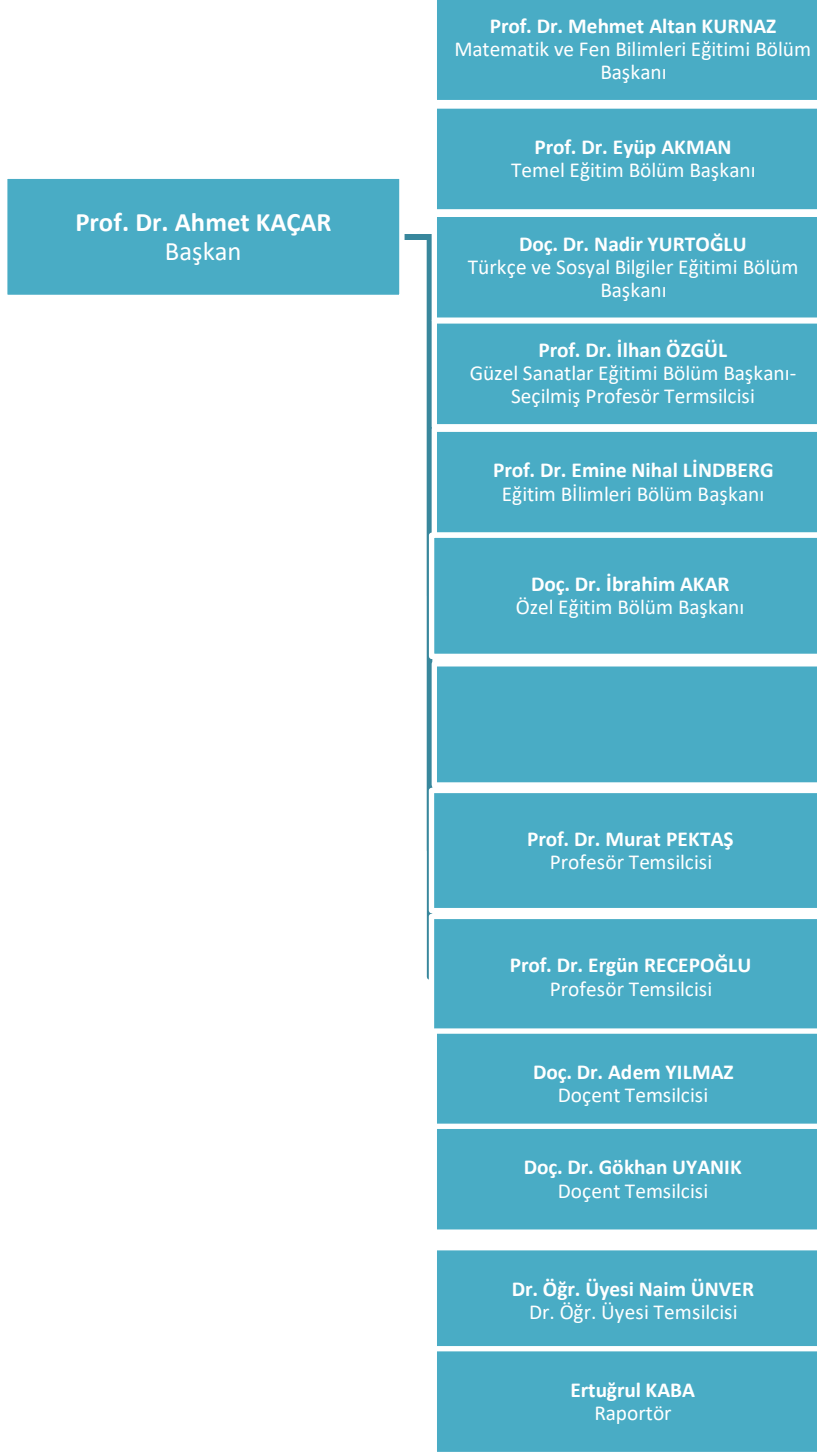 Prof. Dr. Ahmet KAÇAR
Başkan
Prof. Dr. Mehmet Altan KURNAZ
Matematik ve Fen Bilimleri Eğitimi Bölüm
Başkanı
Prof. Dr. Eyüp AKMAN
Temel Eğitim Bölüm Başkanı
Doç. Dr. Nadir YURTOĞLU
Türkçe ve Sosyal Bilgiler Eğitimi Bölüm
Başkanı
Prof. Dr. İlhan ÖZGÜL
Güzel Sanatlar Eğitimi Bölüm Başkanı-
Seçilmiş Profesör Termsilcisi
Prof. Dr. Emine Nihal LİNDBERG
Eğitim Bİlimleri Bölüm Başkanı
Doç. Dr. İbrahim AKAR
Özel Eğitim Bölüm Başkanı
Prof. Dr. Murat PEKTAŞ
Profesör Temsilcisi
Prof. Dr. Ergün RECEPOĞLU
Profesör Temsilcisi
Doç. Dr. Adem YILMAZ
Doçent Temsilcisi
Doç. Dr. Gökhan UYANIK
Doçent Temsilcisi
Dr. Öğr. Üyesi Naim ÜNVER
Dr. Öğr. Üyesi Temsilcisi
Ertuğrul KABA
Raportör